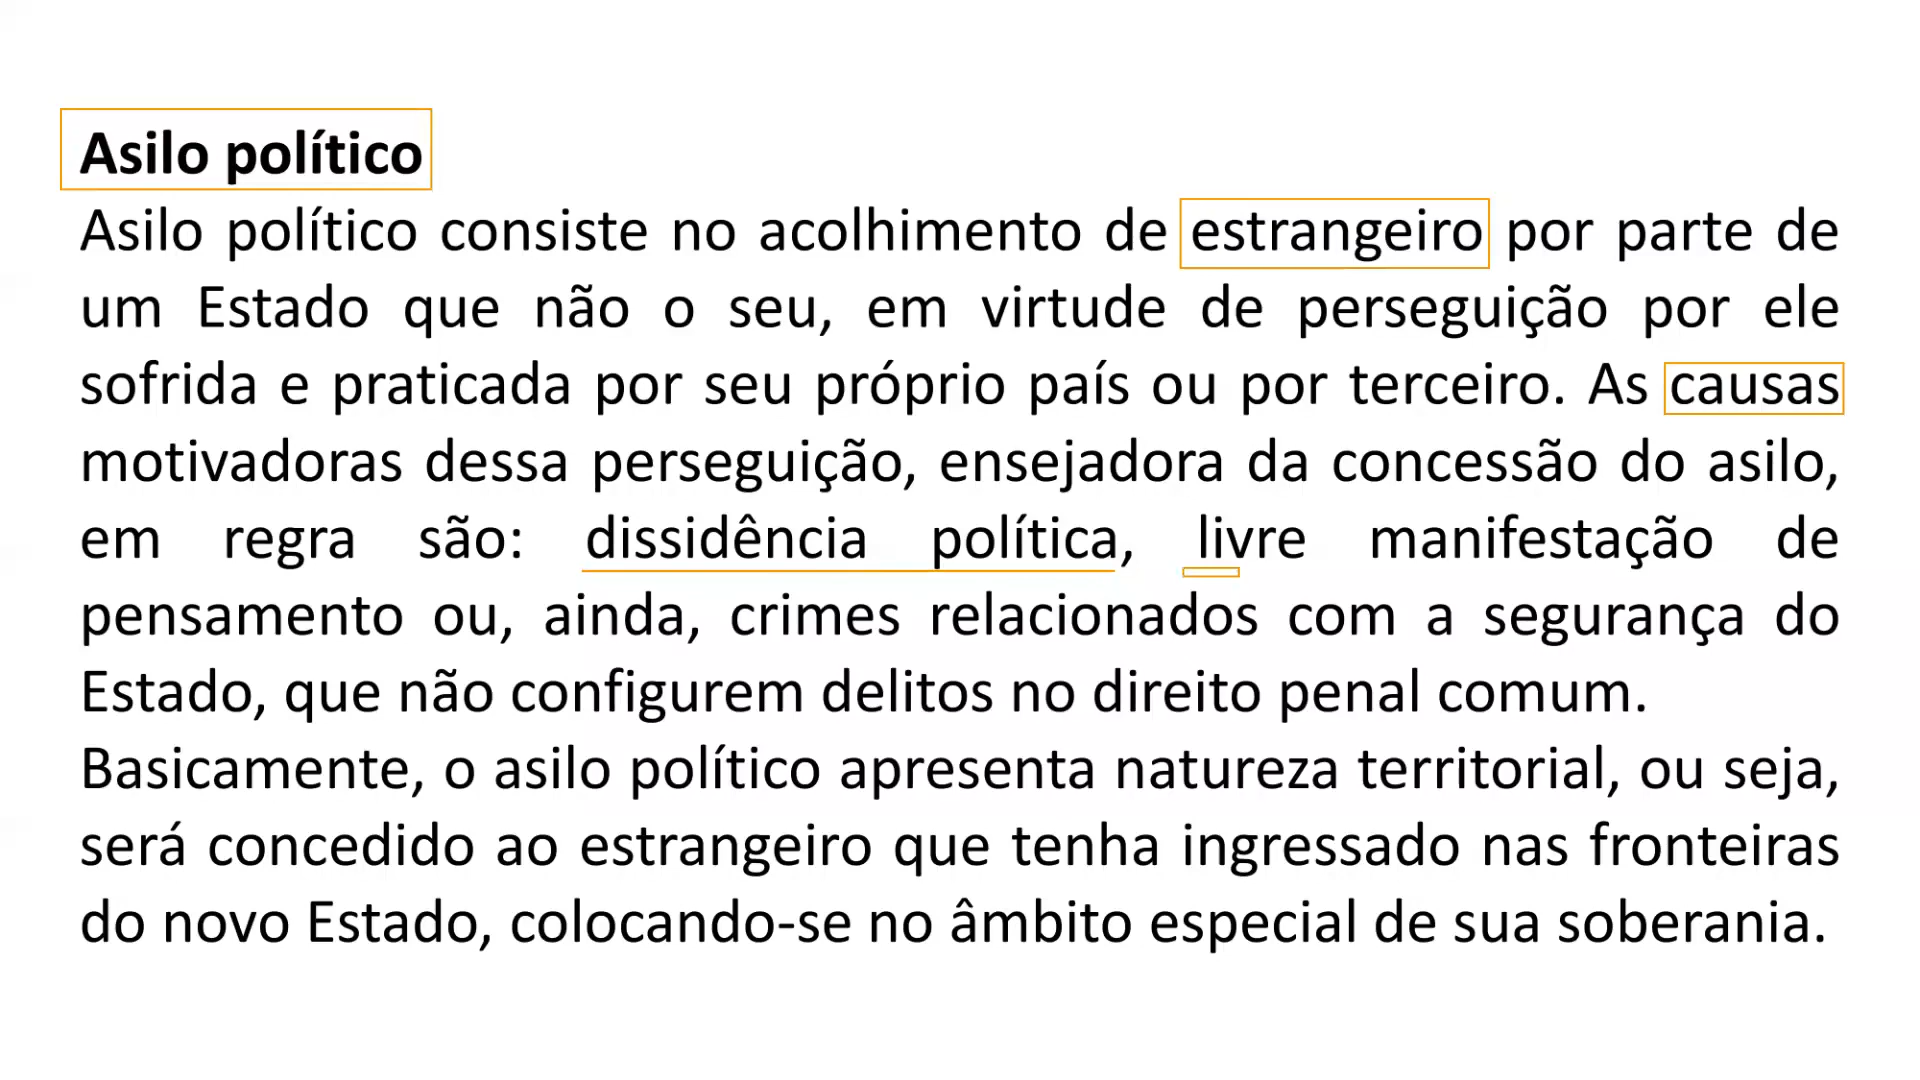 Asilo político
Asilo político consiste no acolhimento de estrangeiro por parte de
um Estado que não o seu, em virtude de perseguição por ele
sofrida e praticada por seu próprio país ou por terceiro. As causas
motivadoras dessa perseguição, ensejadora da concessão do asilo,
em regra são: dissidência política, livre manifestação de
pensamento ou, ainda, crimes relacionados com a segurança do
Estado, que não configurem delitos no direito penal comum.
Basicamente, o asilo político apresenta natureza territorial, ou seja,
será concedido ao estrangeiro que tenha ingressado nas fronteiras
do novo Estado, colocando-se no âmbito especial de sua soberania.